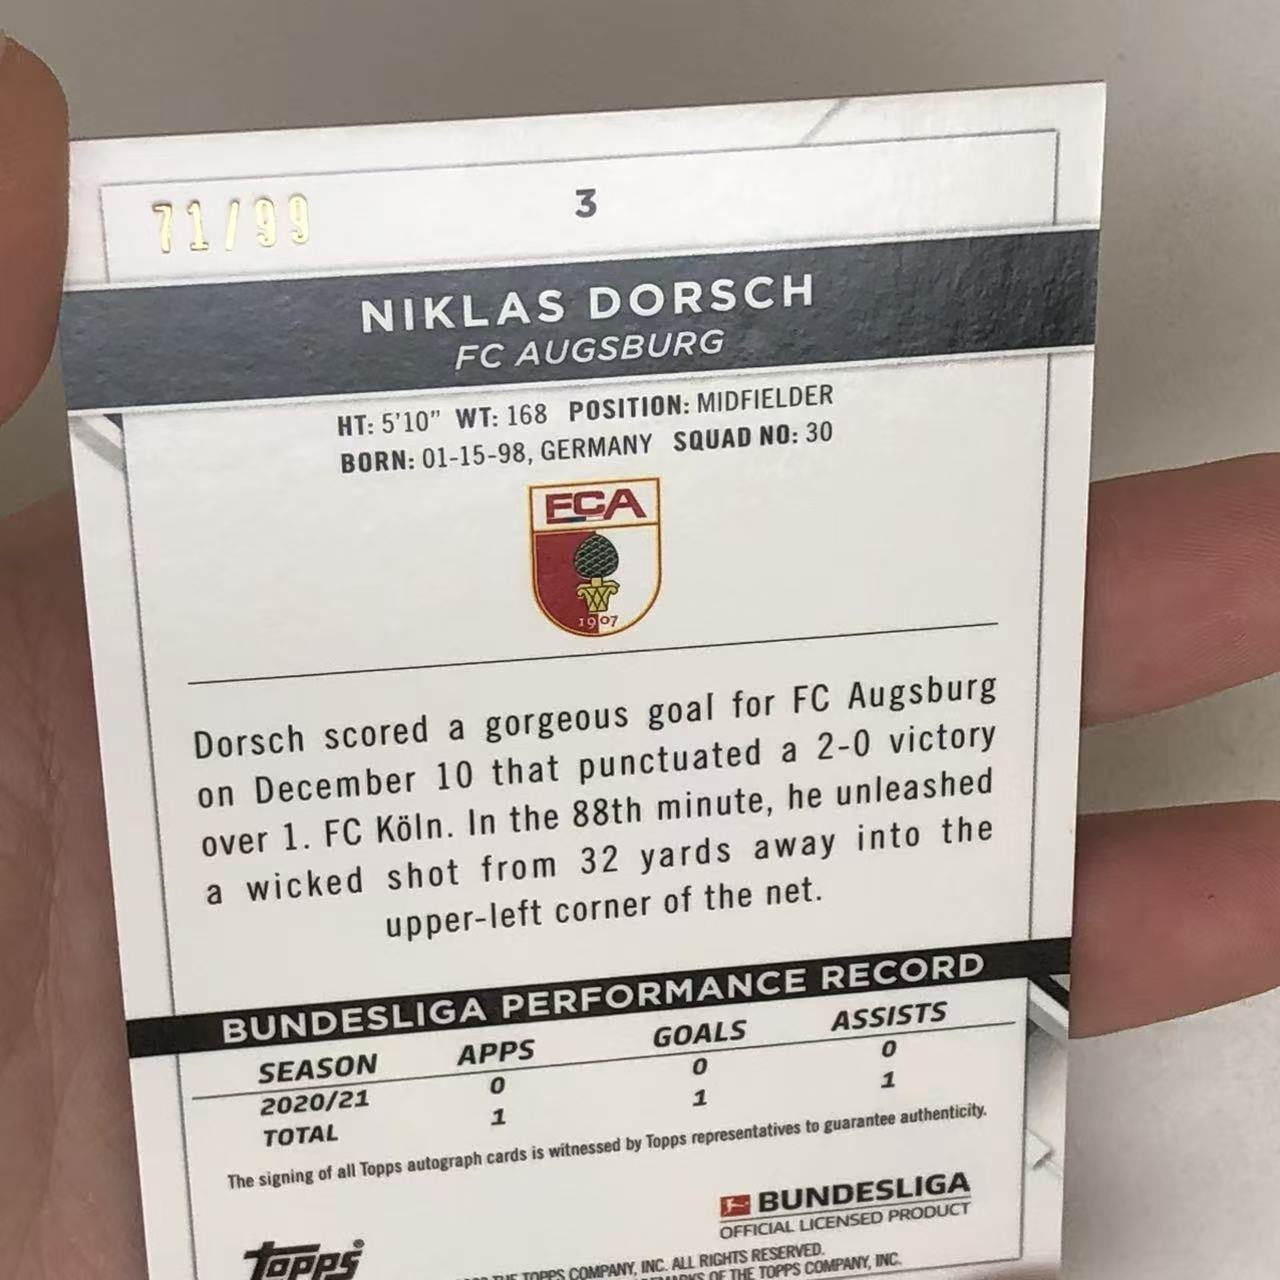 71/99
3
NIKLAS DORSCH
FC AUGSBURG
HT: 5'10" WT: 168 POSITION: MIDFIELDER
BORN: 01-15-98, GERMANY SQUAD NO: 30
FCA
1907
Dorsch scored a gorgeous goal for FC Augsburg
on December 10 that punctuated a 2-0 victory
over 1. FC Köln. In the 88th minute, he unleashed
a wicked shot from 32 yards away into the
upper-left corner of the net.
BUNDESLIGA PERFORMANCE RECORD
SEASON APPS GOALS ASSISTS
2020/21 0 0 0
TOTAL 1 1 1
The signing of all Topps autograph cards is witnessed by Topps representatives to guarantee authenticity.
BUNDESLIGA
OFFICIAL LICENSED PRODUCT
Topps®
THE TOPPS COMPANY, INC. ALL RIGHTS RESERVED.
OF THE TOPPS COMPANY, INC.